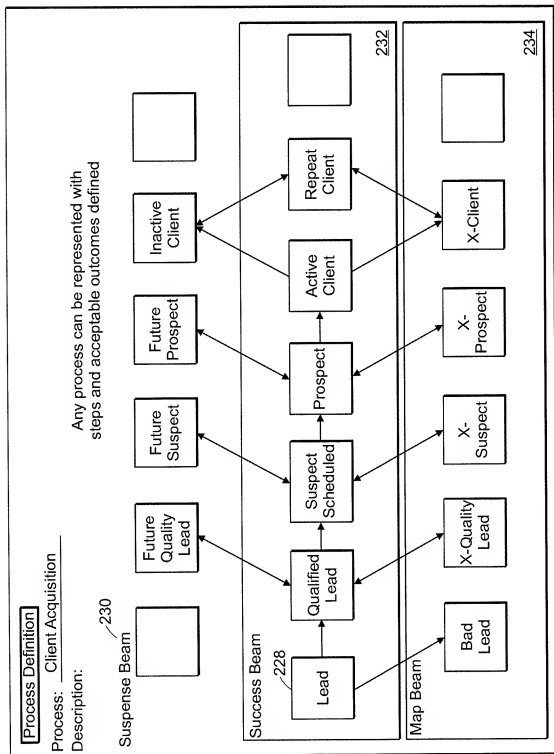 Process Definition
Process: Client Acquisition
Description:
Any process can be represented with
steps and acceptable outcomes defined
Suspense Beam
230
Future
Quality
Lead
Future
Suspect
Future
Prospect
Inactive
Client
Success Beam
232
228
Lead
Qualified
Lead
Suspect
Scheduled
Prospect
Active
Client
Repeat
Client
Map Beam
234
Bad
Lead
X-Quality
Lead
X-
Suspect
X-
Prospect
X-Client